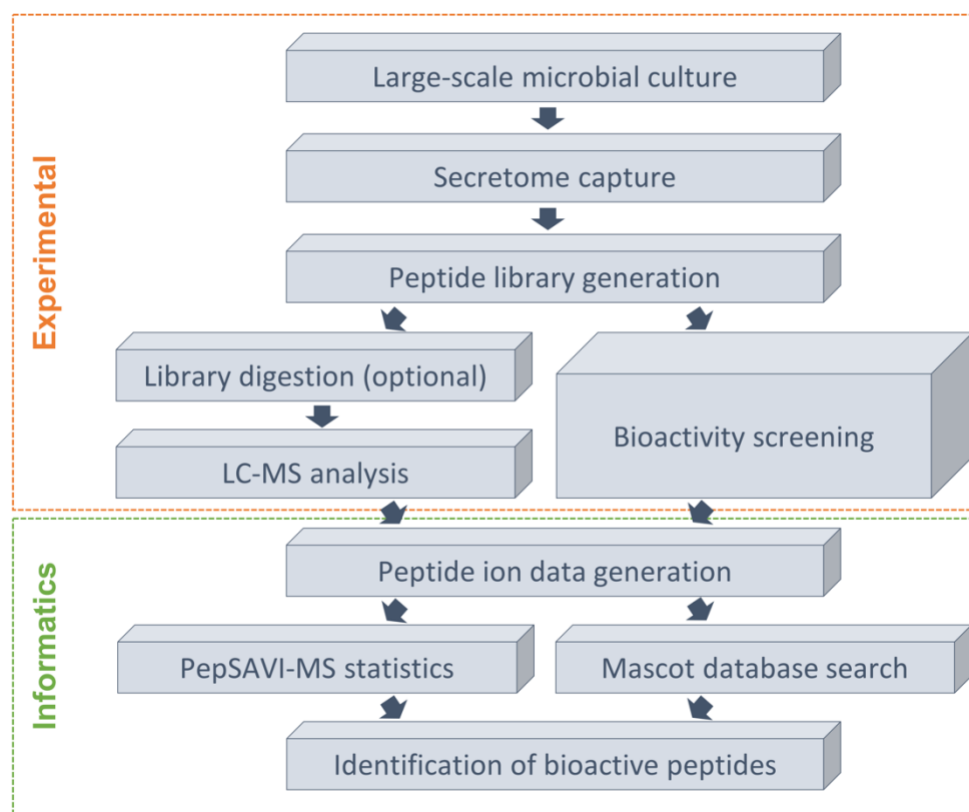 Experimental
Large-scale microbial culture
Secretome capture
Peptide library generation
Library digestion (optional)
LC-MS analysis
Bioactivity screening
Informatics
Peptide ion data generation
PepSAVI-MS statistics
Mascot database search
Identification of bioactive peptides